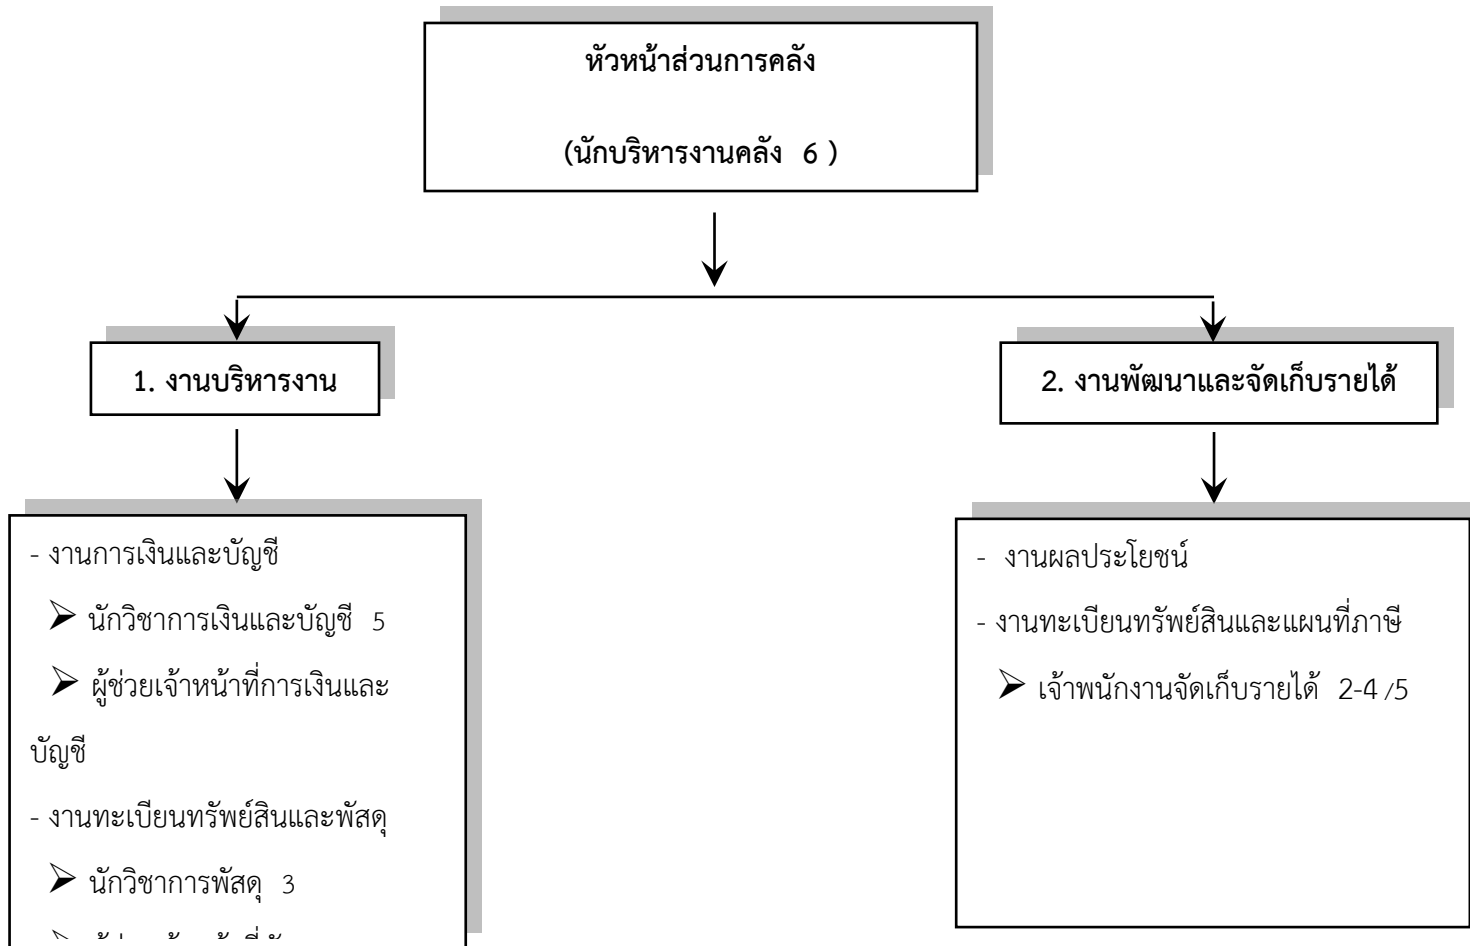 หัวหน้าส่วนการคลัง
(นักบริหารงานคลัง 6 )
1. งานบริหารงาน
2. งานพัฒนาและจัดเก็บรายได้
- งานการเงินและบัญชี
➢ นักวิชาการเงินและบัญชี 5
➢ ผู้ช่วยเจ้าหน้าที่การเงินและ
บัญชี
- งานทะเบียนทรัพย์สินและพัสดุ
➢ นักวิชาการพัสดุ 3
- งานผลประโยชน์
- งานทะเบียนทรัพย์สินและแผนที่ภาษี
➢ เจ้าพนักงานจัดเก็บรายได้ 2-4 /5